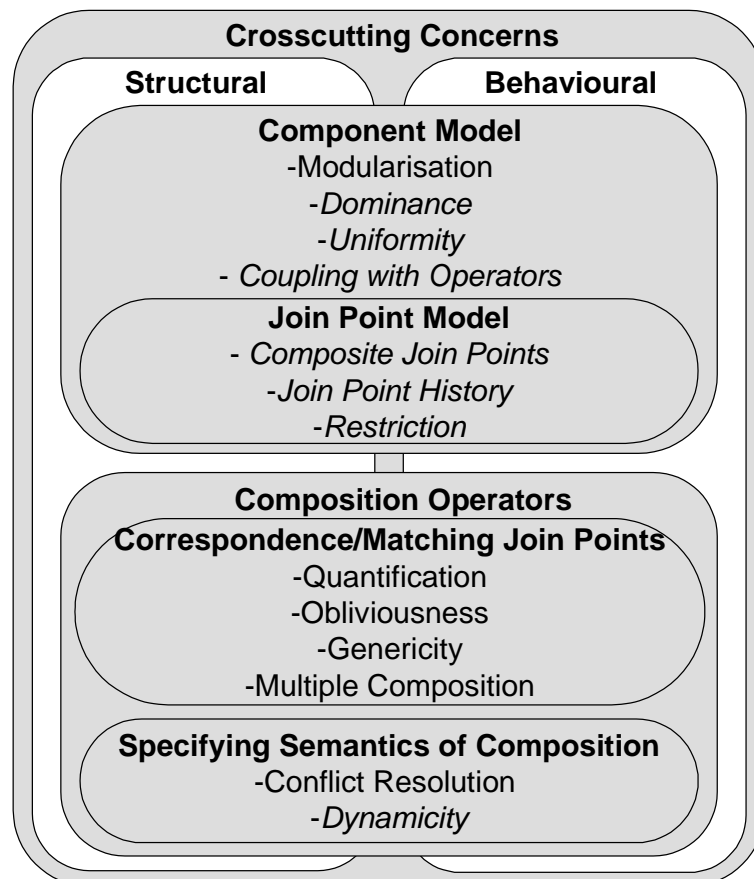 Crosscutting Concerns
Structural Behavioural
Component Model
-Modularisation
-Dominance
-Uniformity
- Coupling with Operators
Join Point Model
- Composite Join Points
-Join Point History
-Restriction
Composition Operators
Correspondence/Matching Join Points
-Quantification
-Obliviousness
-Genericity
-Multiple Composition
Specifying Semantics of Composition
-Conflict Resolution
-Dynamicity